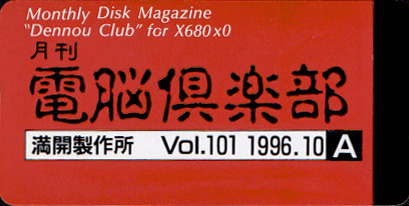 Monthly Disk Magazine
"Dennou Club" for X680x0
月刊
電脳倶楽部
満開製作所 Vol.101 1996.10 A